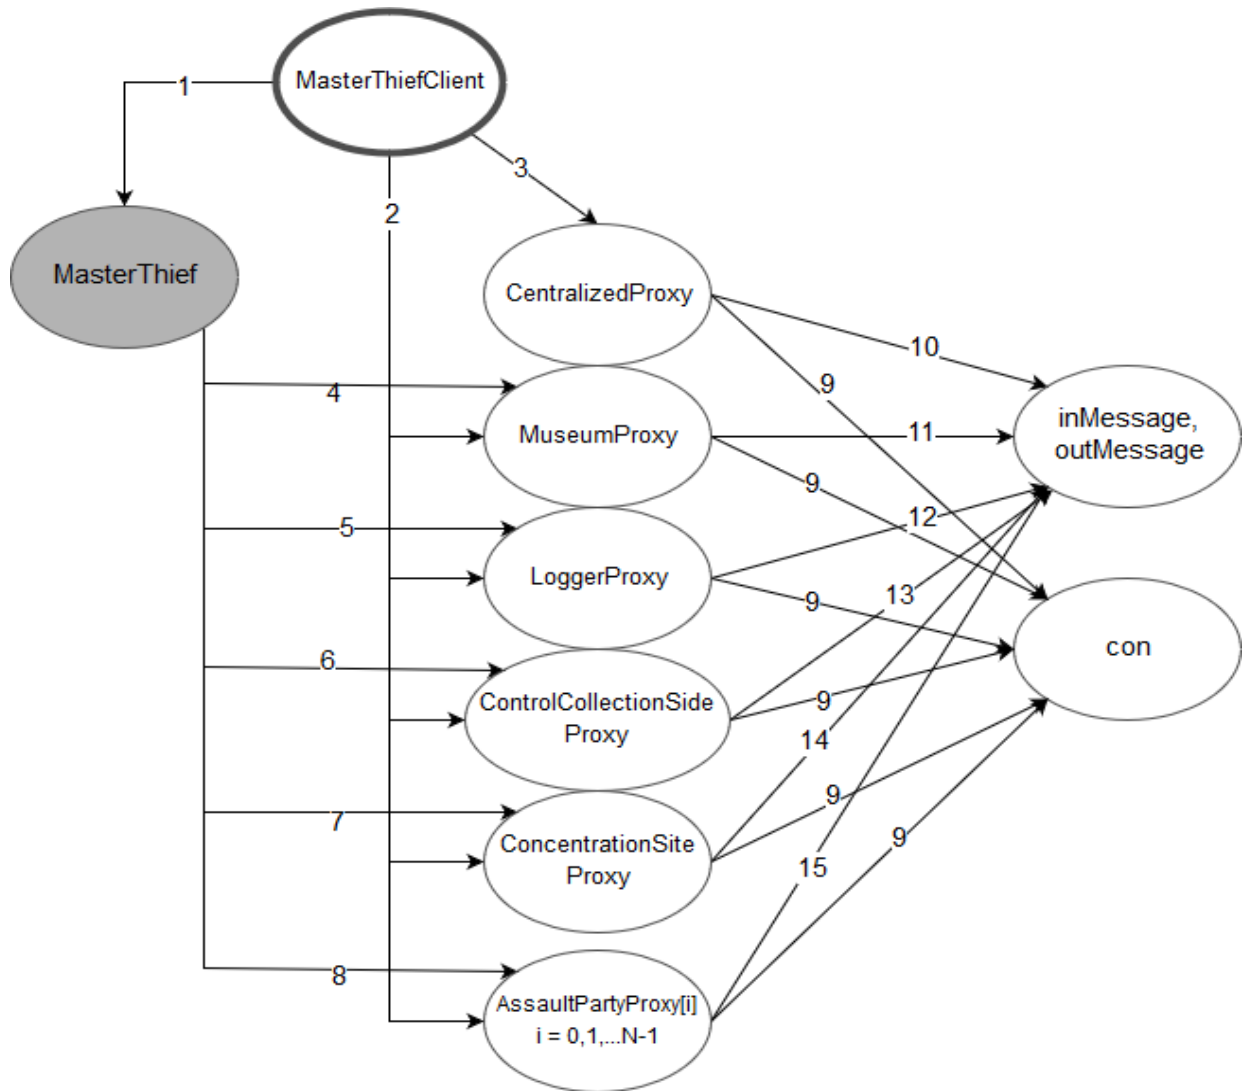 MasterThiefClient
1
3
2
MasterThief
CentralizedProxy
10
9
4
MuseumProxy
11
inMessage,
outMessage
9
5
LoggerProxy
12
9
13
con
6
ControlCollectionSide
Proxy
9
14
7
ConcentrationSite
Proxy
9
9
15
8
AssaultPartyProxy[i]
i = 0,1,...N-1